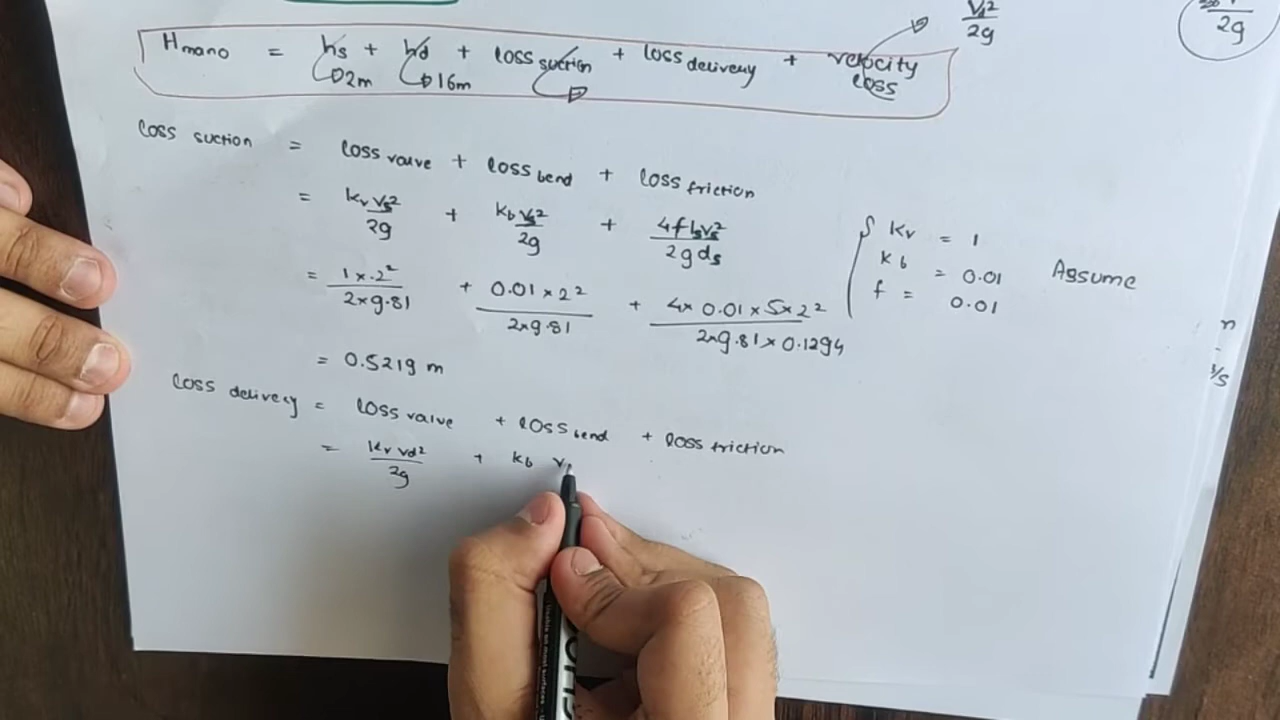 Vd²/2g
2g
Hmano = hs + hd + loss suction + loss delivery + velocity loss
2m 16m
loss suction = loss valve + loss bend + loss friction
= kv vs²/2g + kb vs²/2g + 4f ls vs²/2g ds
kv = 1
kb = 0.01
f = 0.01
Assume
= 1×2²/2×9.81 + 0.01×2²/2×9.81 + 4×0.01×5×2²/2×9.81×0.1294
= 0.5219 m
loss delivery = loss valve + loss bend + loss friction
= kv vd²/2g + kb v